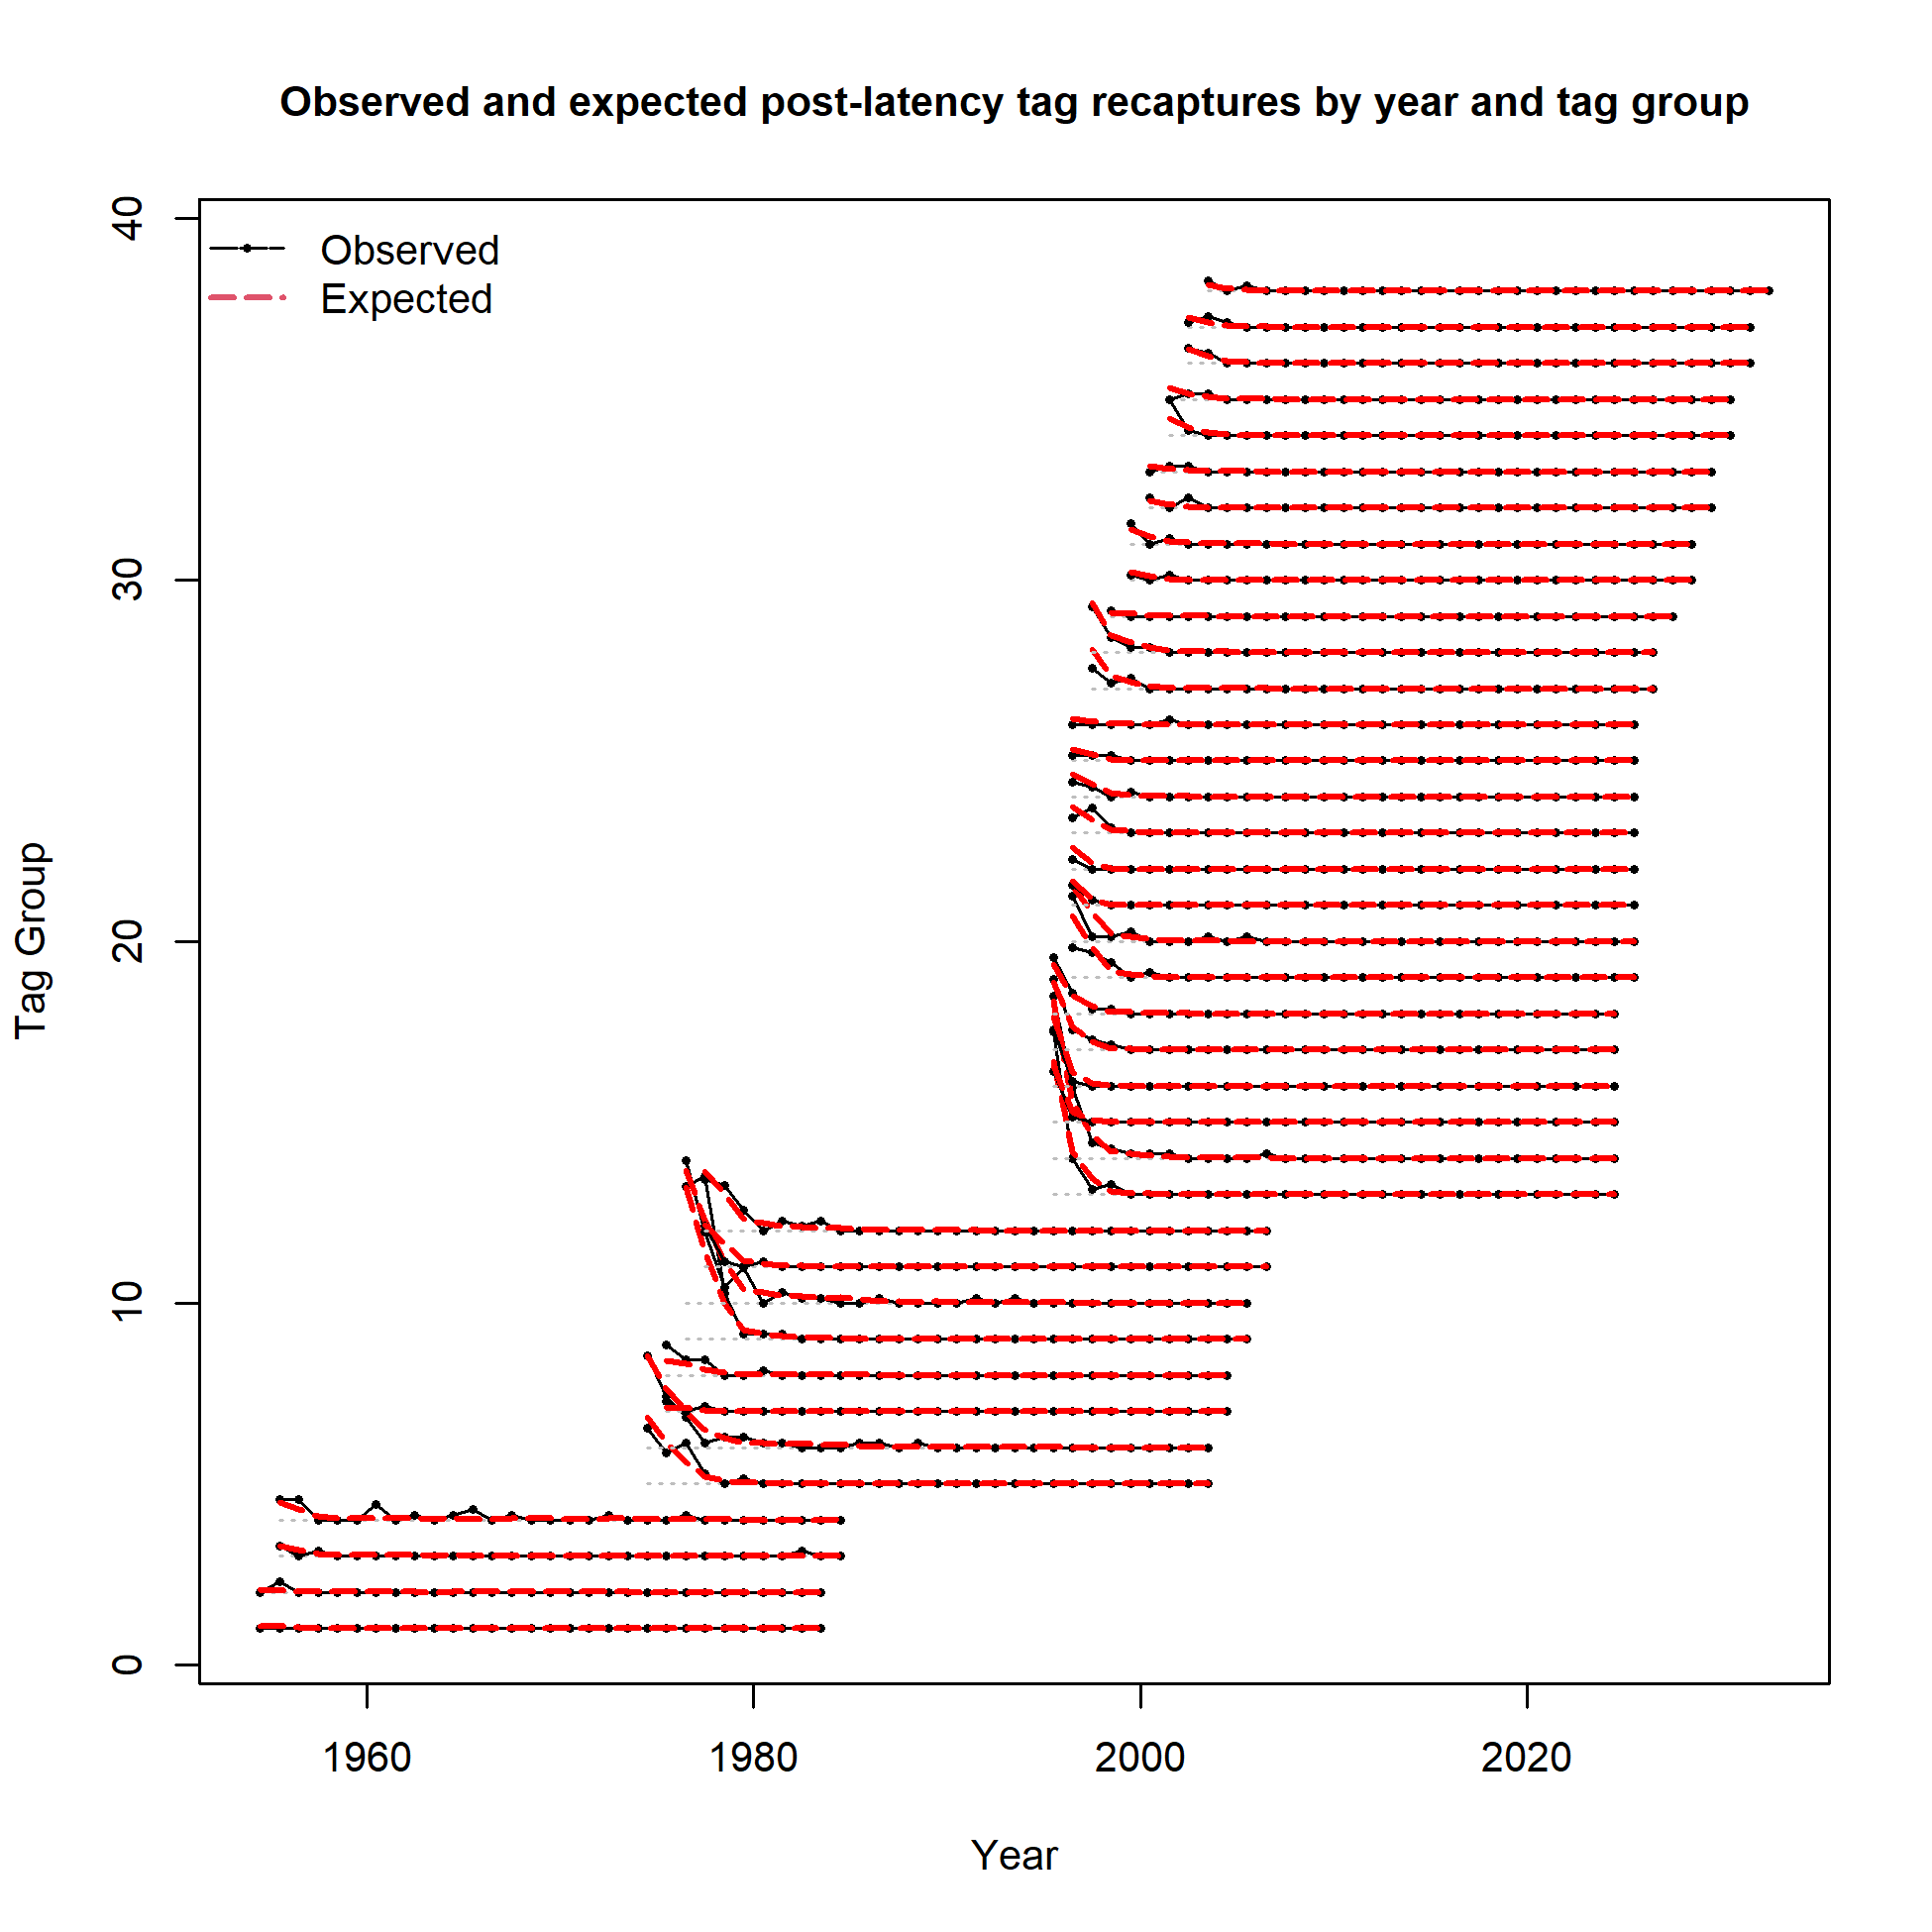 Observed and expected post-latency tag recaptures by year and tag group
Observed
Expected
40
30
20
10
0
Tag Group
1960 1980 2000 2020
Year